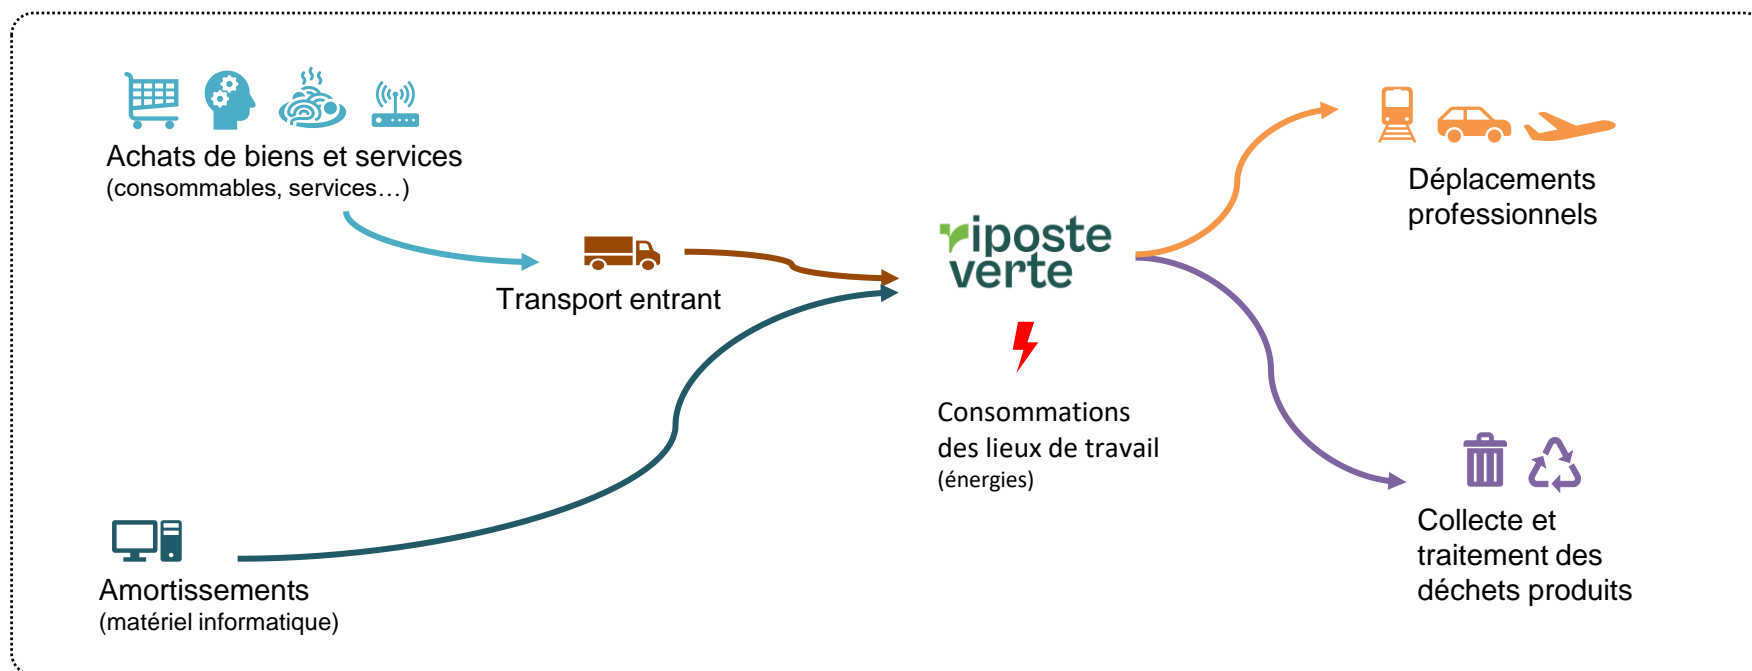 Achats de biens et services
(consommables, services…)
Transport entrant
riposte
verte
Consommations
des lieux de travail
(énergies)
Déplacements
professionnels
Amortissements
(matériel informatique)
Collecte et
traitement des
déchets produits